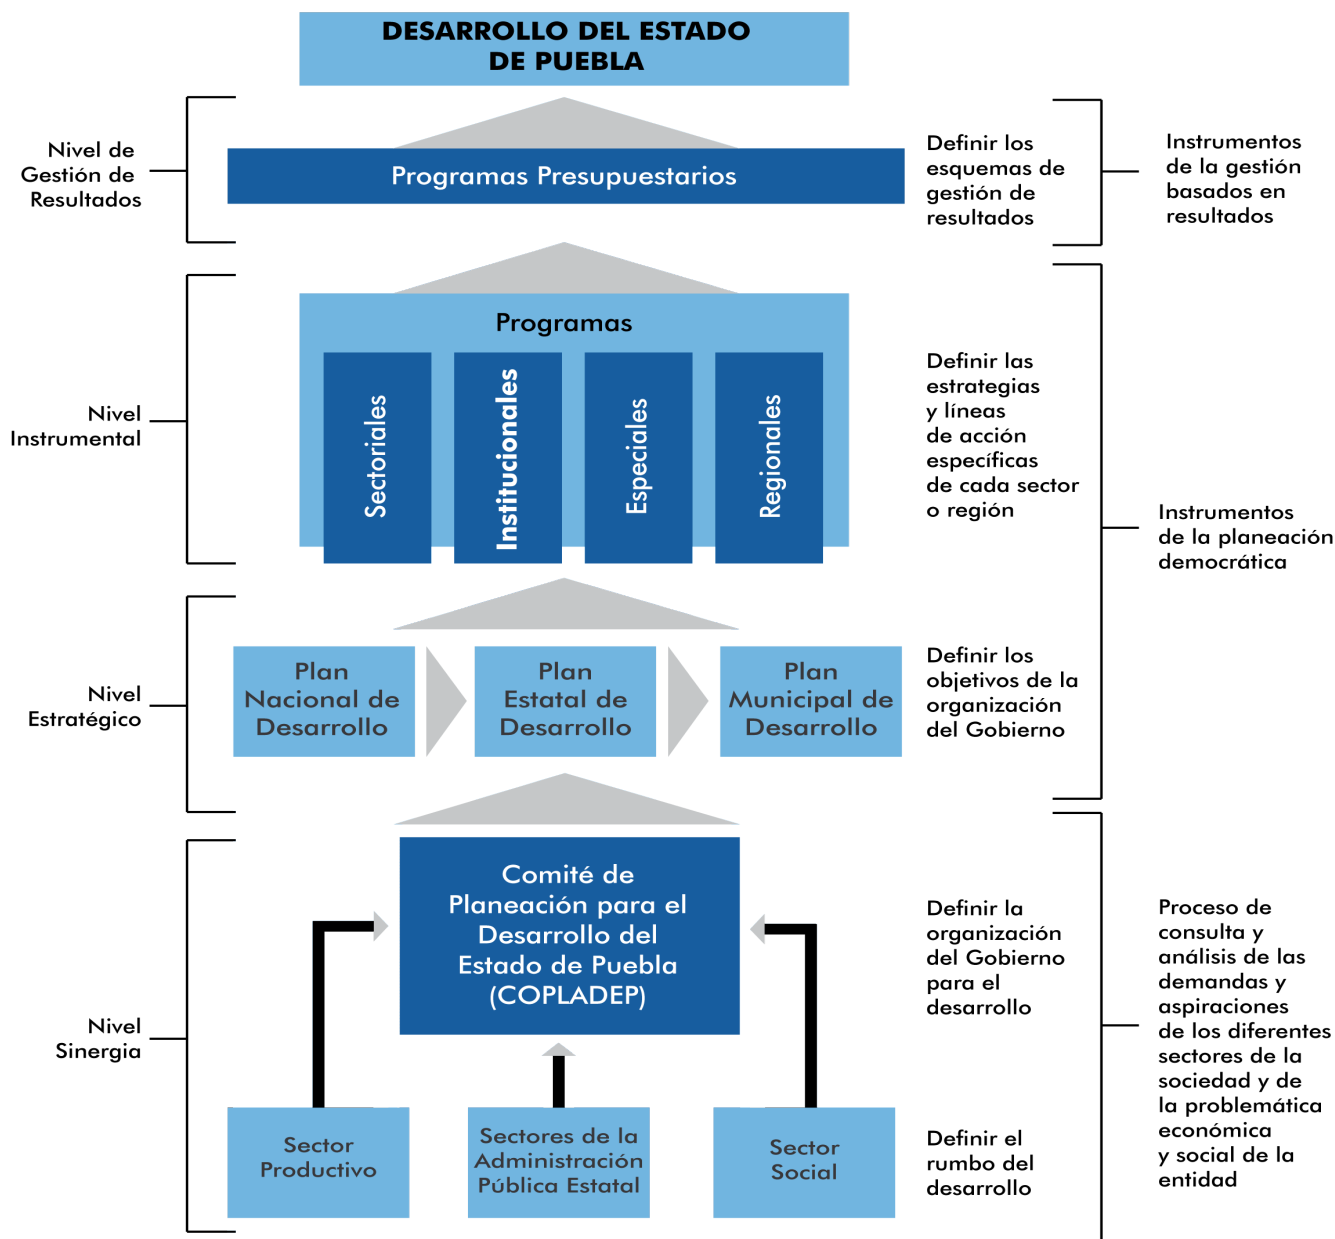 DESARROLLO DEL ESTADO
DE PUEBLA
Nivel de
Gestión de
Resultados
Programas Presupuestarios
Definir los
esquemas de
gestión de
resultados
Instrumentos
de la gestión
basados en
resultados
Nivel
Instrumental
Programas
Sectoriales
Institucionales
Especiales
Regionales
Definir las
estrategias
y líneas
de acción
específicas
de cada sector
o región
Instrumentos
de la planeación
democrática
Nivel
Estratégico
Plan
Nacional de
Desarrollo
Plan
Estatal de
Desarrollo
Plan
Municipal de
Desarrollo
Definir los
objetivos de la
organización
del Gobierno
Nivel
Sinergia
Comité de
Planeación para el
Desarrollo del
Estado de Puebla
(COPLADEP)
Definir la
organización
del Gobierno
para el
desarrollo
Proceso de
consulta y
análisis de las
demandas y
aspiraciones
de los diferentes
sectores de la
sociedad y de
la problemática
económica
y social de la
entidad
Sector
Productivo
Sectores de la
Administración
Pública Estatal
Sector
Social
Definir el
rumbo del
desarrollo